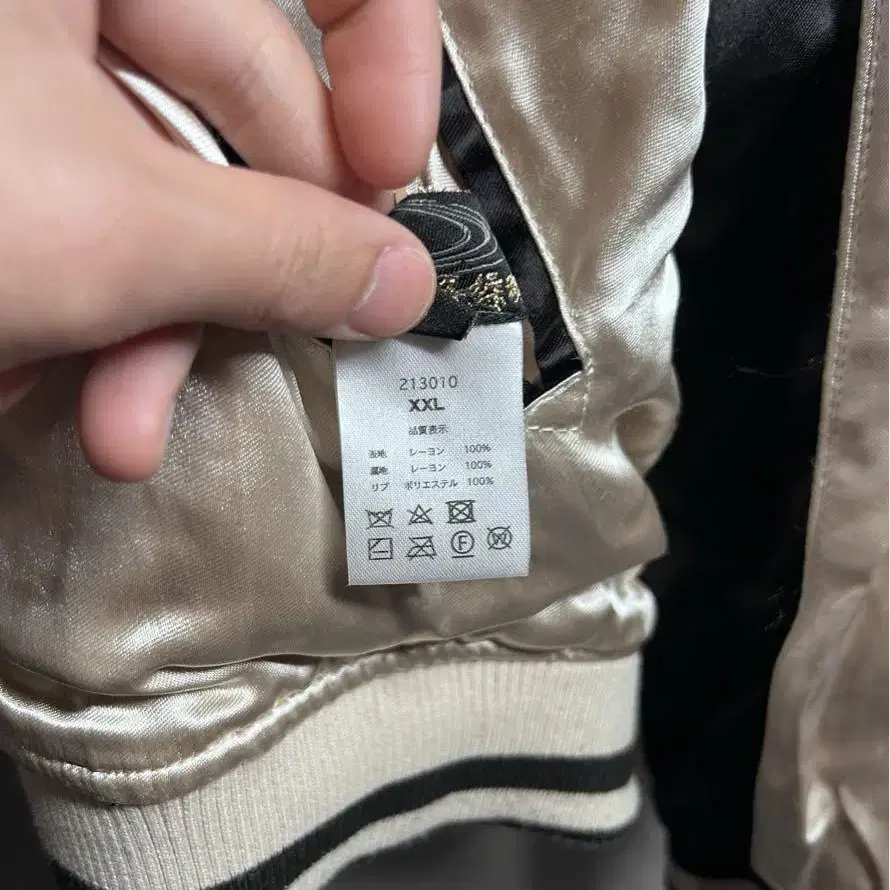 213010
XXL
品質表示
表地 レーヨン 100%
裏地 レーヨン 100%
リブ ポリエステル 100%
F
W